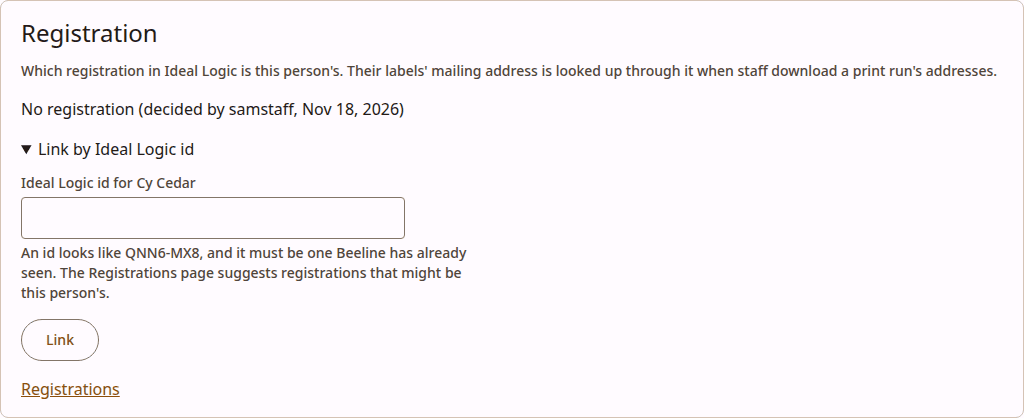 Registration
Which registration in Ideal Logic is this person's. Their labels' mailing address is looked up through it when staff download a print run's addresses.
No registration (decided by samstaff, Nov 18, 2026)
▼ Link by Ideal Logic id
Ideal Logic id for Cy Cedar
An id looks like QNN6-MX8, and it must be one Beeline has already
seen. The Registrations page suggests registrations that might be
this person's.
Link
Registrations